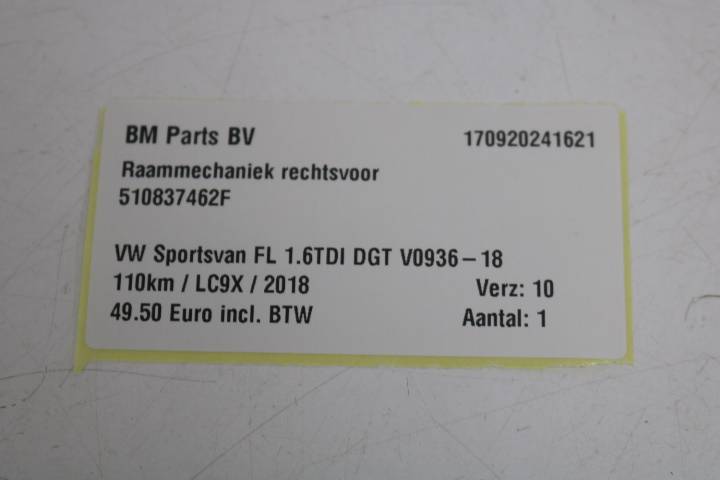 BM Parts BV 170920241621
Raammechaniek rechtsvoor
510837462F
VW Sportsvan FL 1.6TDI DGT V0936-18
110km / LC9X / 2018 Verz: 10
49.50 Euro incl. BTW Aantal: 1